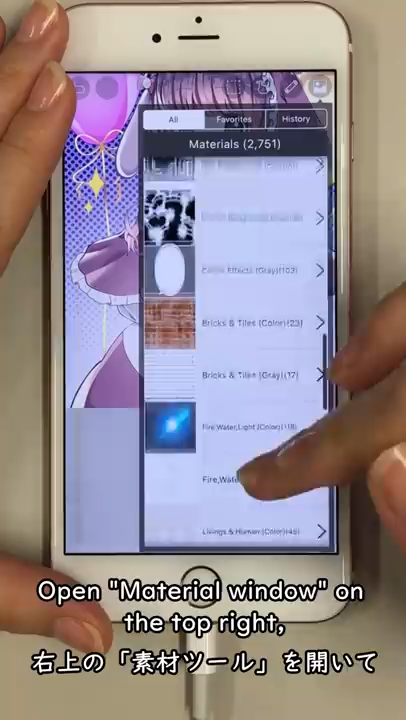 All
Favorites
History
Materials (2,751)
Bricks & Tiles (Color)(23)
Bricks & Tiles (Gray)(17)
Fire,Water,Light (Color)(118)
Livings & Human (Color)(45)
Open "Material window" on
the top right,
右上の「素材ツール」を開いて